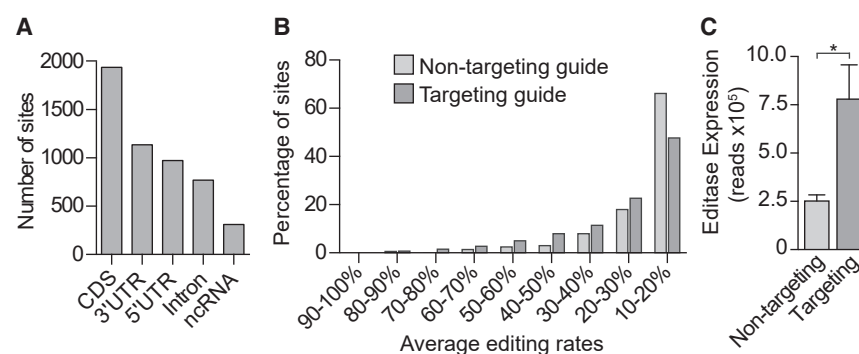 A
Number of sites
2000
1500
1000
500
0
CDS
3'UTR
5'UTR
Intron
ncRNA
B
Percentage of sites
80
60
40
20
0
Non-targeting guide
Targeting guide
90-100%
80-90%
70-80%
60-70%
50-60%
40-50%
30-40%
20-30%
10-20%
Average editing rates
C
Editase Expression
(reads x10⁵)
10.0
7.5
5.0
2.5
0
*
Non-targeting
Targeting